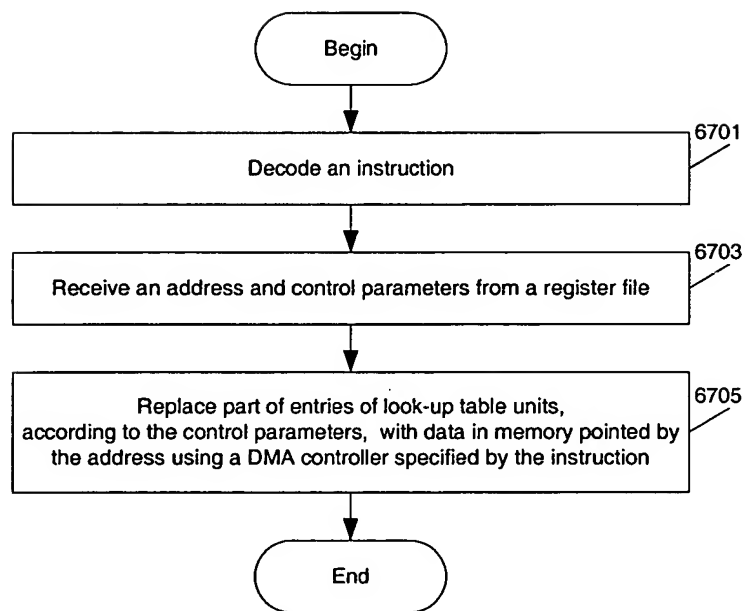 Begin
6701
Decode an instruction
6703
Receive an address and control parameters from a register file
6705
Replace part of entries of look-up table units,
according to the control parameters, with data in memory pointed by
the address using a DMA controller specified by the instruction
End